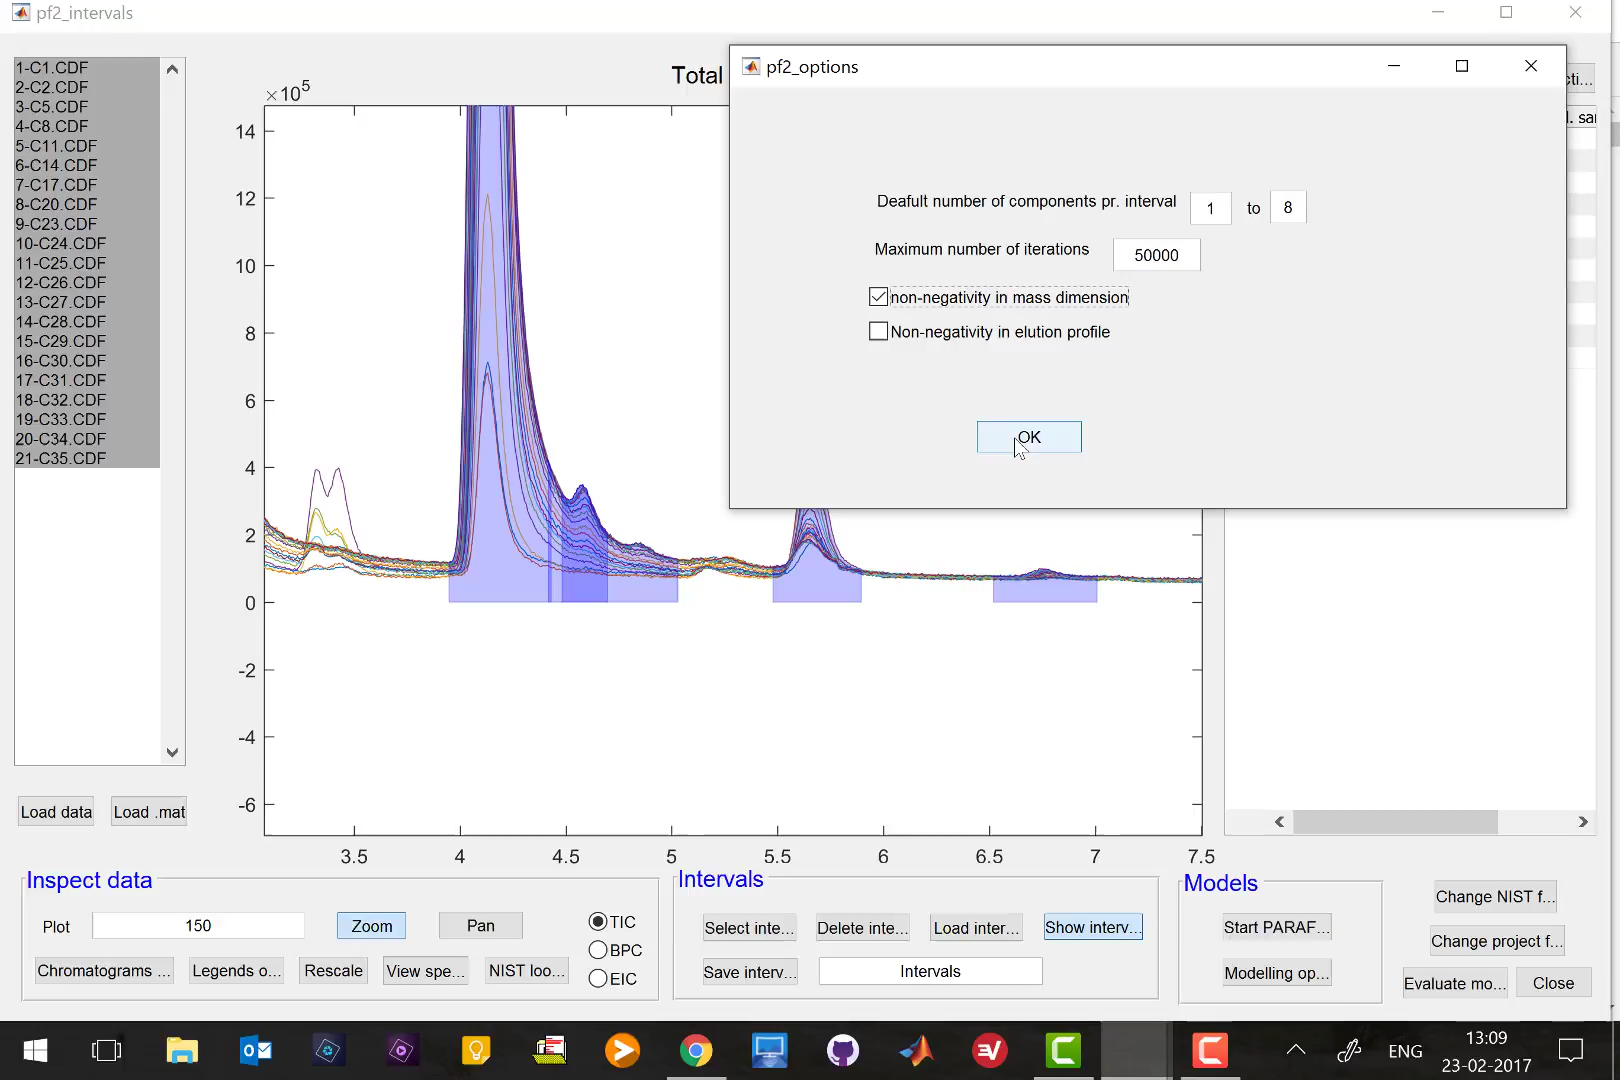 pf2_intervals
1-C1.CDF
2-C2.CDF
3-C5.CDF
4-C8.CDF
5-C11.CDF
6-C14.CDF
7-C17.CDF
8-C20.CDF
9-C23.CDF
10-C24.CDF
11-C25.CDF
12-C26.CDF
13-C27.CDF
14-C28.CDF
15-C29.CDF
16-C30.CDF
17-C31.CDF
18-C32.CDF
19-C33.CDF
20-C34.CDF
21-C35.CDF
Load data
Load .mat
Total
×10⁵
14
12
10
8
6
4
2
0
-2
-4
-6
3.5 4 4.5 5 5.5 6 6.5 7 7.5
pf2_options
Deafult number of components pr. interval 1 to 8
Maximum number of iterations 50000
non-negativity in mass dimension
Non-negativity in elution profile
OK
cti...
l. sa
Inspect data
Plot 150 Zoom Pan
TIC
BPC
EIC
Chromatograms ... Legends o... Rescale View spe... NIST loo...
Intervals
Select inte... Delete inte... Load inter... Show interv...
Save interv... Intervals
Models
Start PARAF...
Modelling op...
Change NIST f...
Change project f...
Evaluate mo... Close
ENG
13:09
23-02-2017